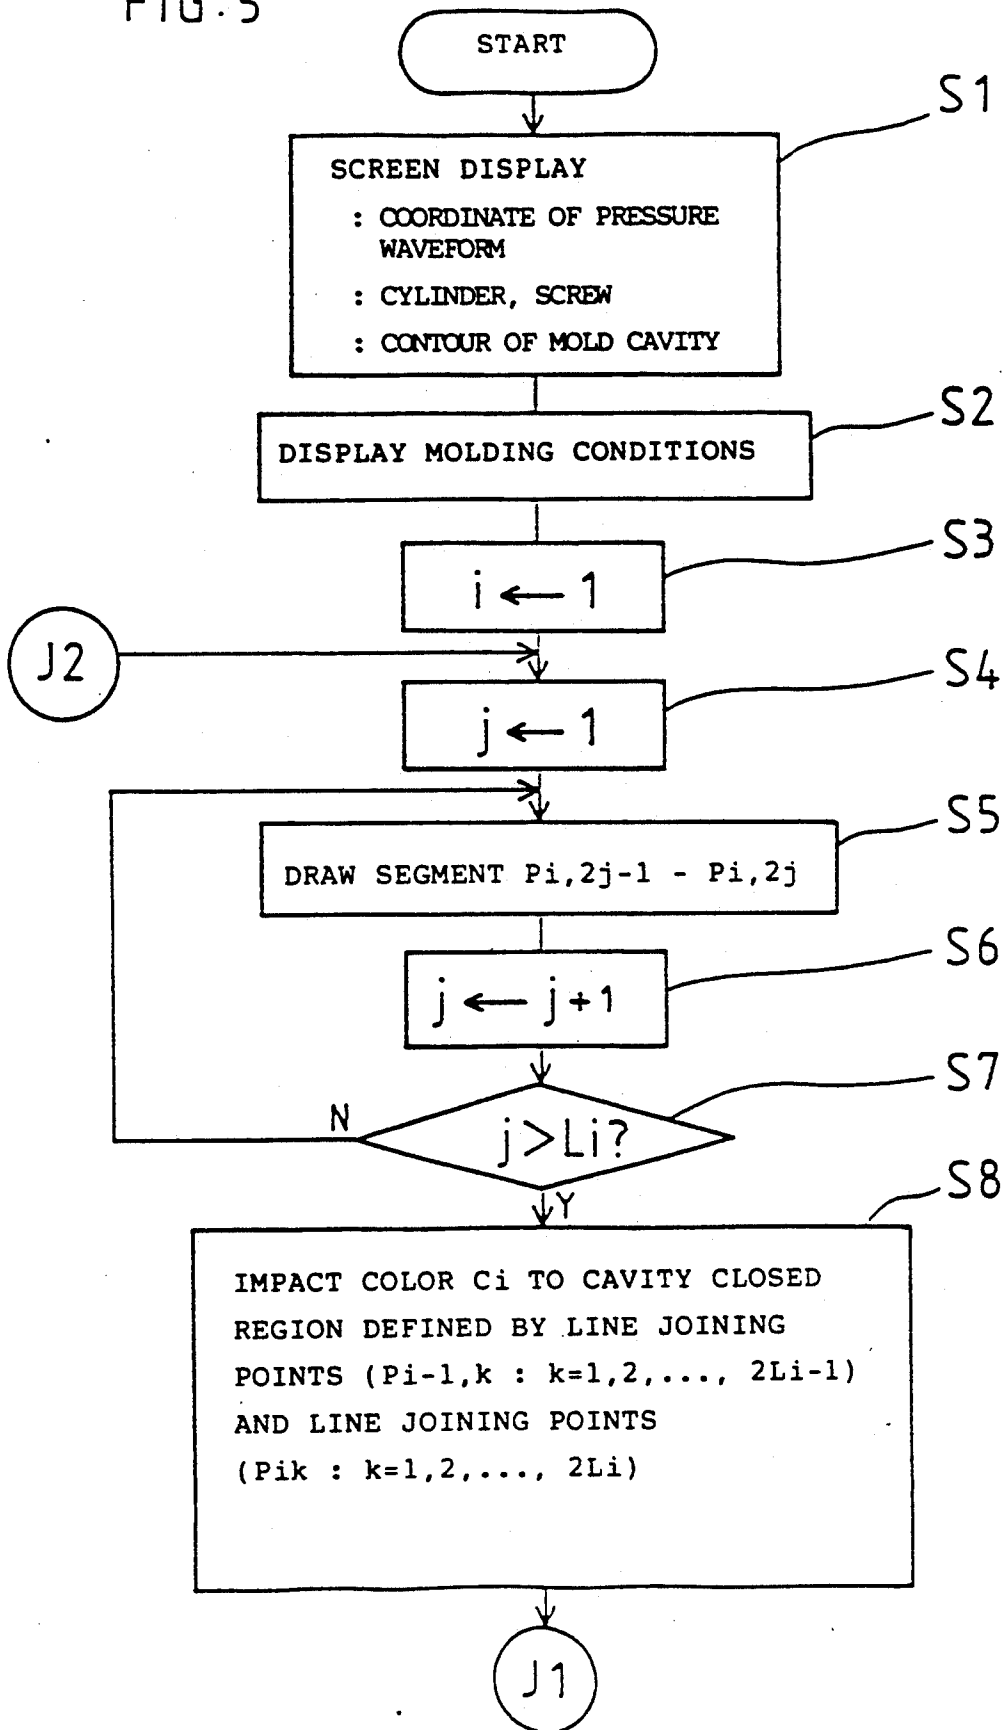 FIG. 5
START
S1
SCREEN DISPLAY
: COORDINATE OF PRESSURE
WAVEFORM
: CYLINDER, SCREW
: CONTOUR OF MOLD CAVITY
S2
DISPLAY MOLDING CONDITIONS
S3
i ← 1
J2
S4
j ← 1
S5
DRAW SEGMENT Pi,2j-1 - Pi,2j
S6
j ← j+1
S7
N
j>Li?
Y
S8
IMPACT COLOR Ci TO CAVITY CLOSED
REGION DEFINED BY LINE JOINING
POINTS (Pi-1,k : k=1,2,..., 2Li-1)
AND LINE JOINING POINTS
(Pik : k=1,2,..., 2Li)
J1